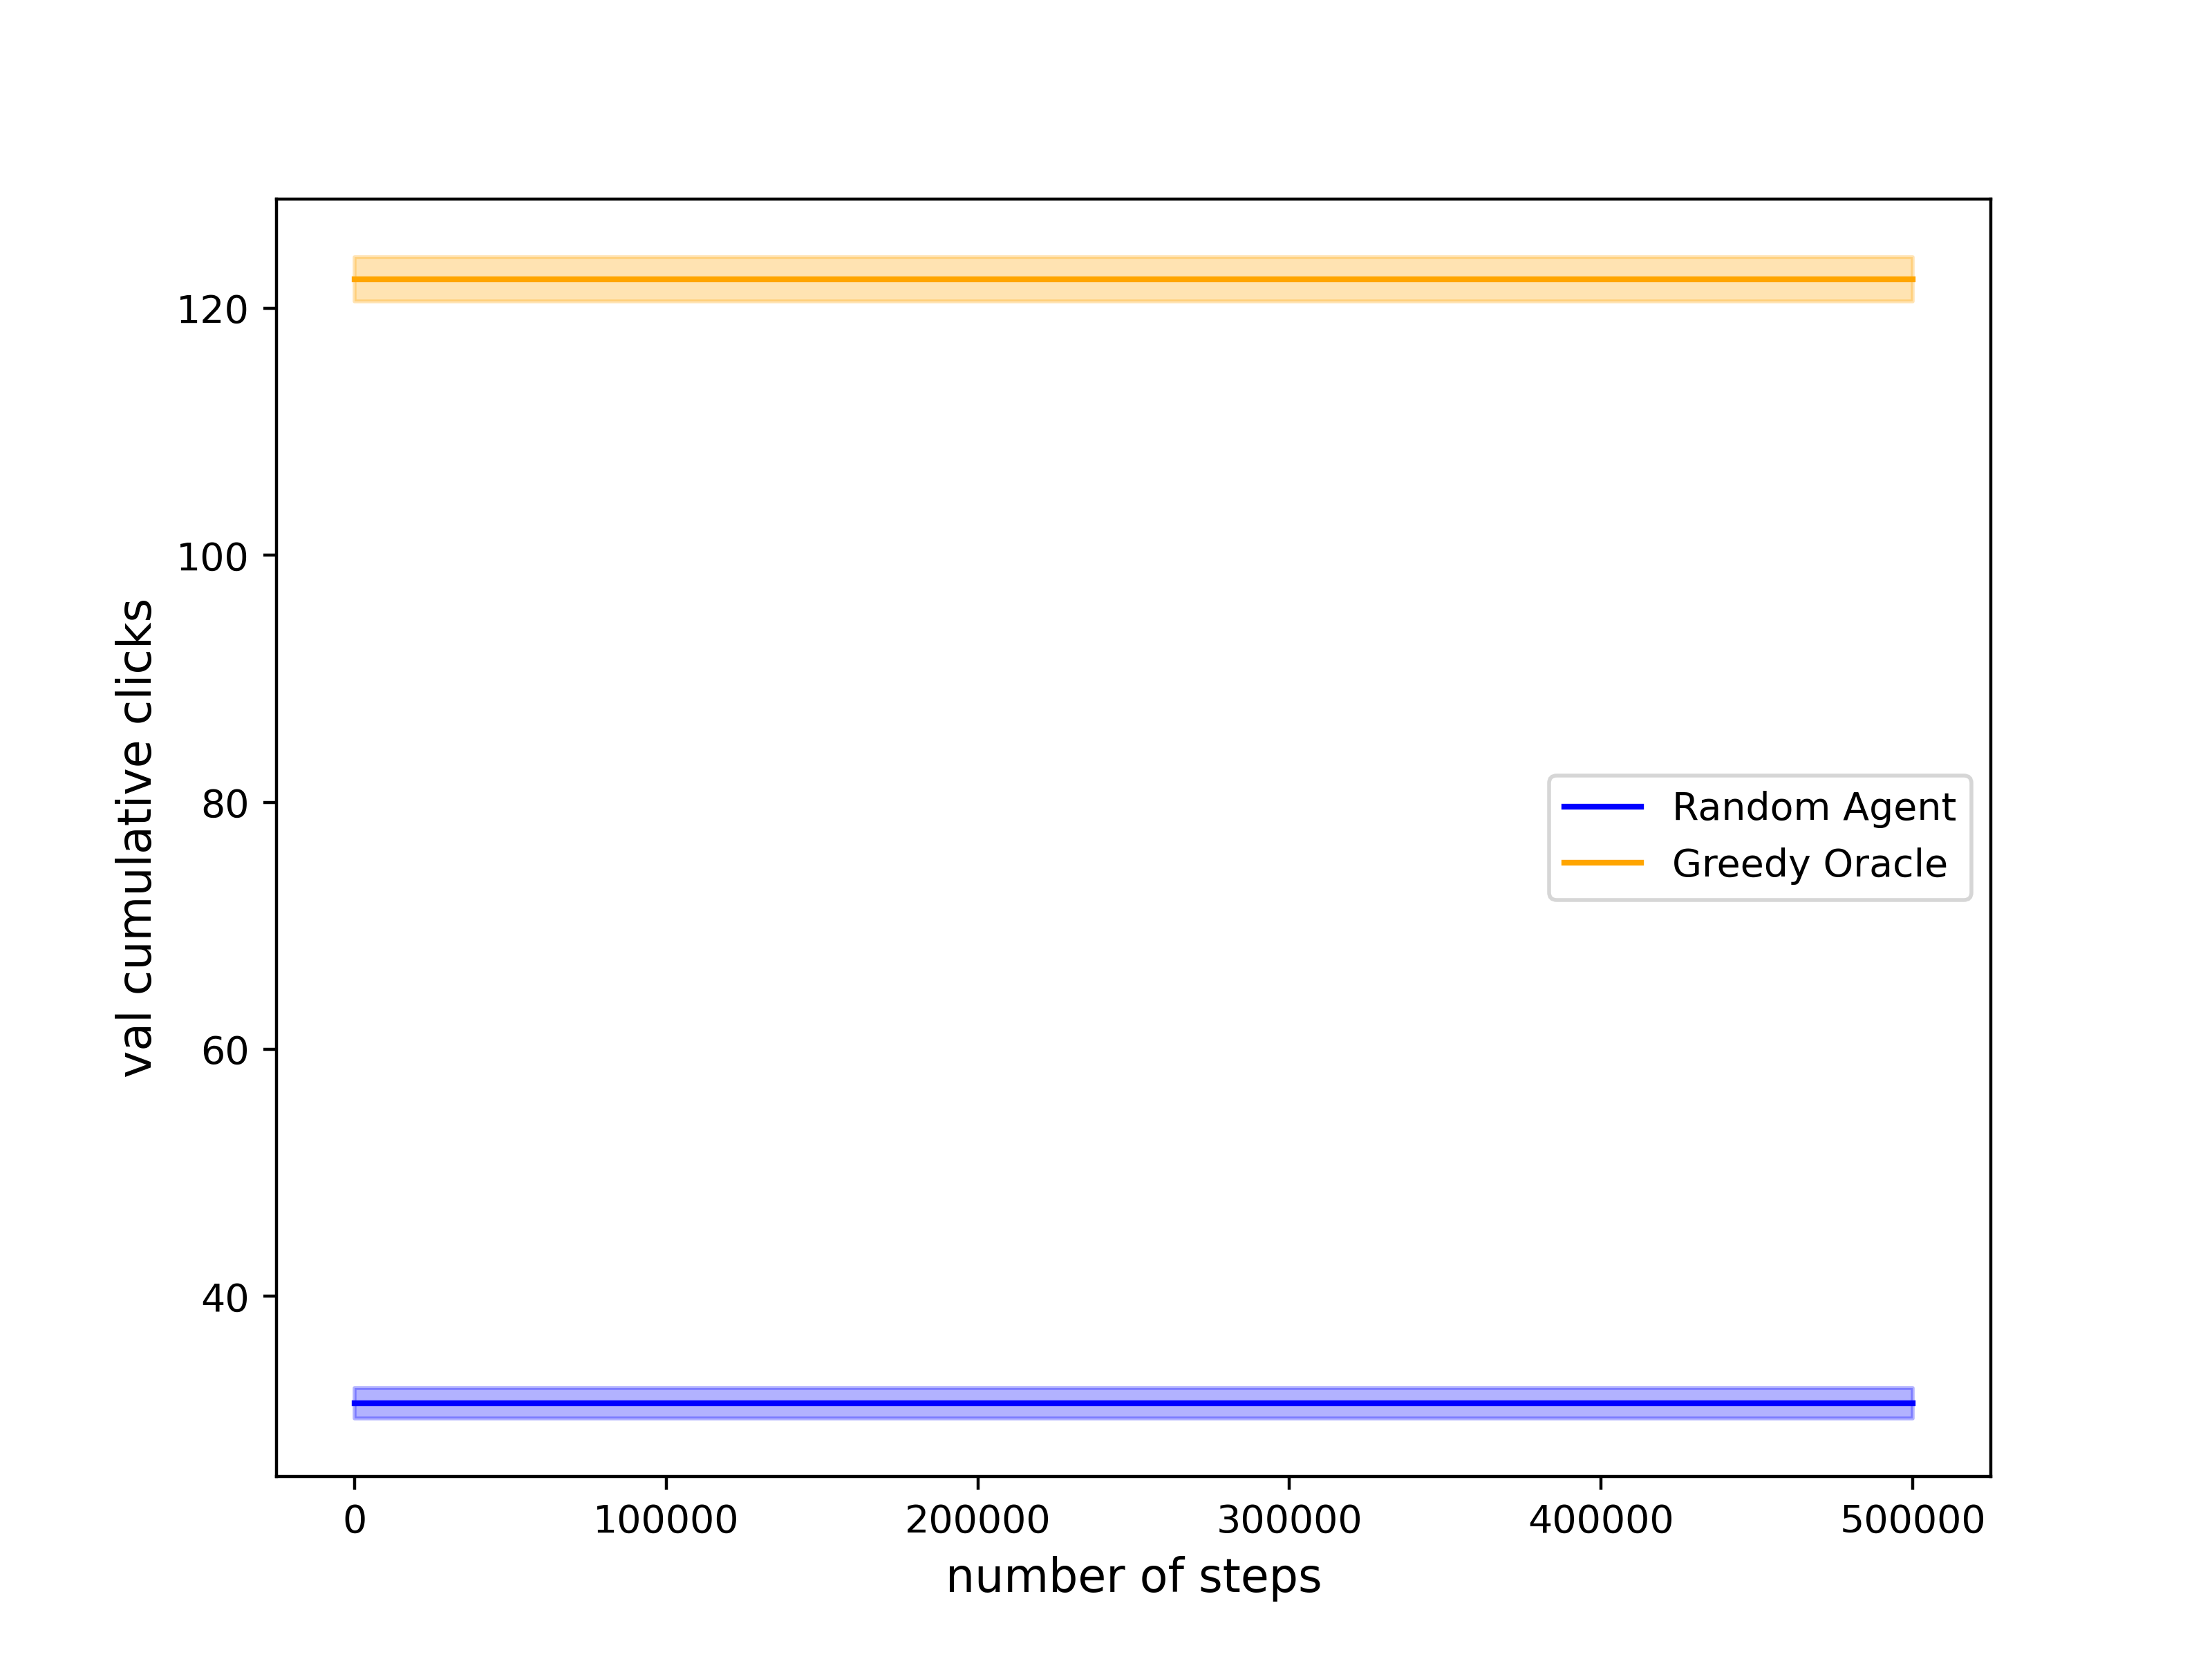 120
100
80
60
40
val cumulative clicks
Random Agent
Greedy Oracle
0 100000 200000 300000 400000 500000
number of steps